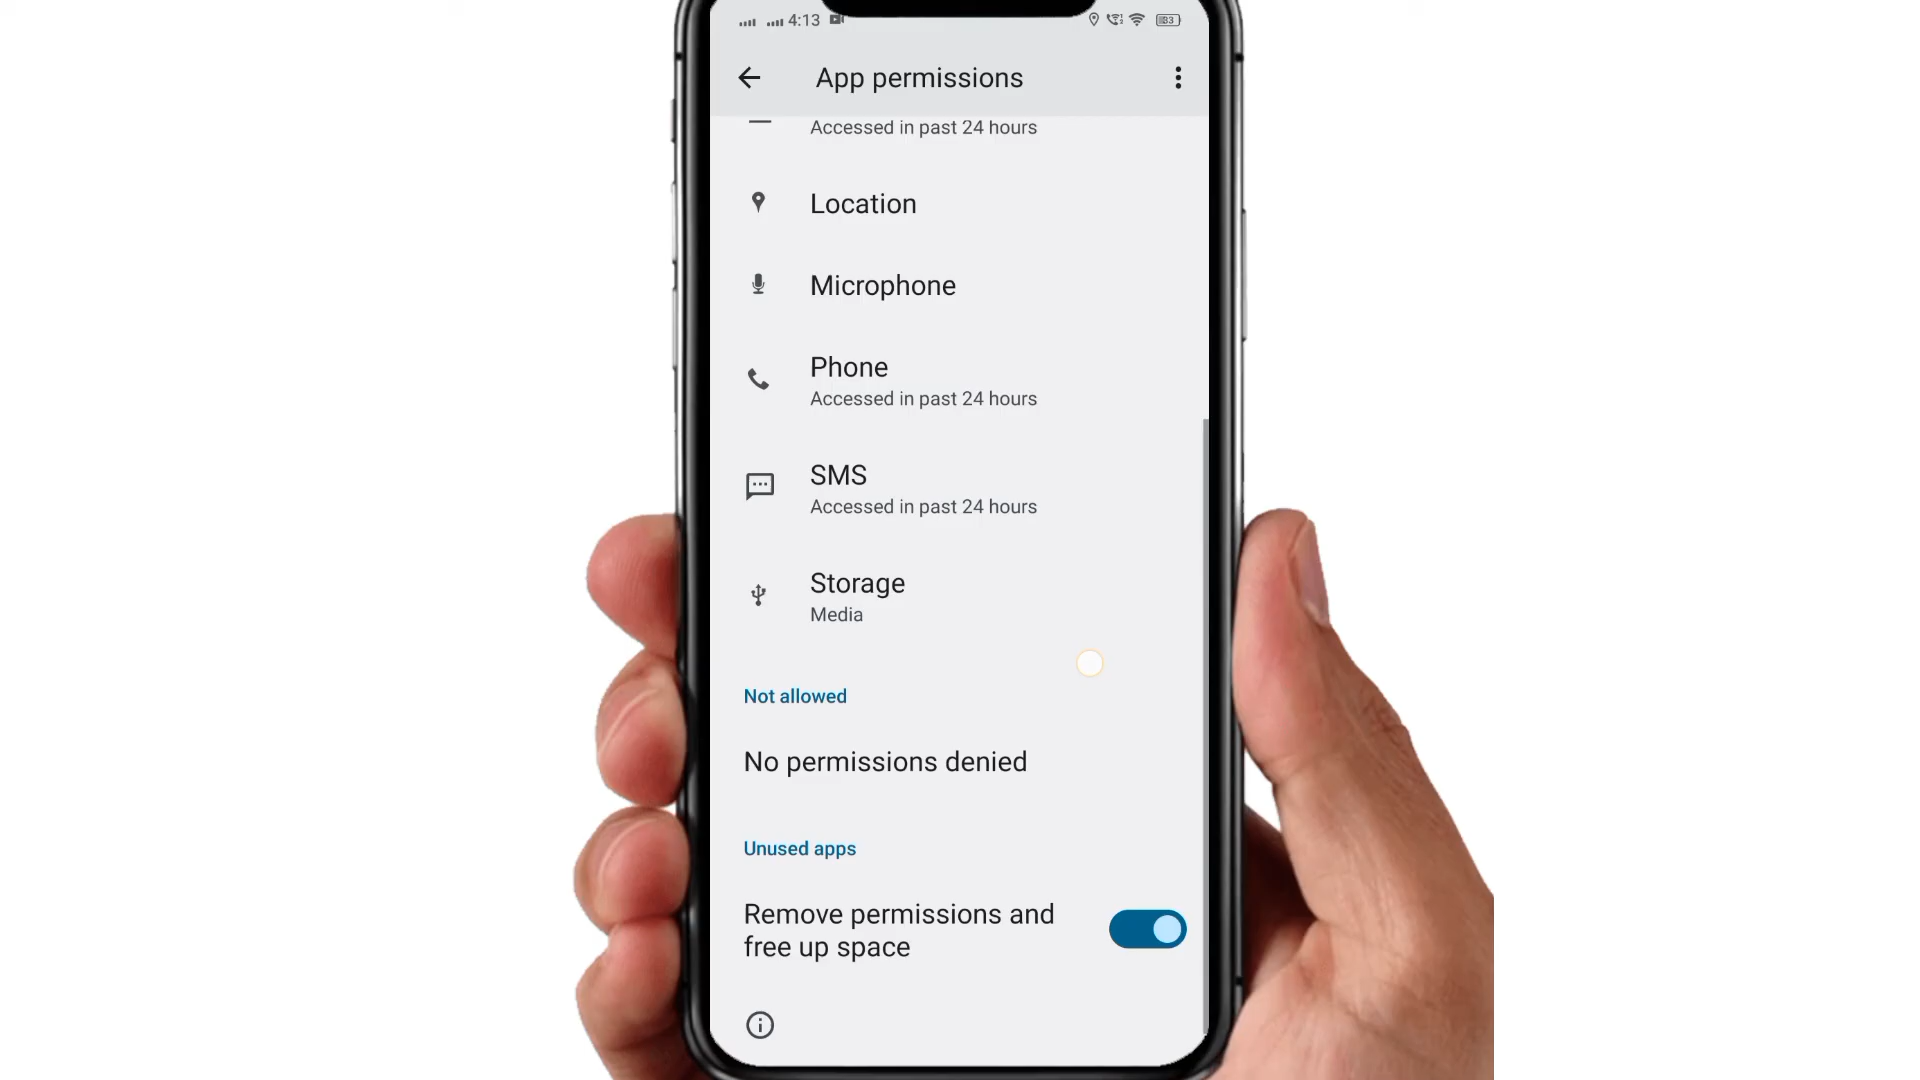 4:13
33
App permissions
Accessed in past 24 hours
Location
Microphone
Phone
Accessed in past 24 hours
SMS
Accessed in past 24 hours
Storage
Media
Not allowed
No permissions denied
Unused apps
Remove permissions and
free up space